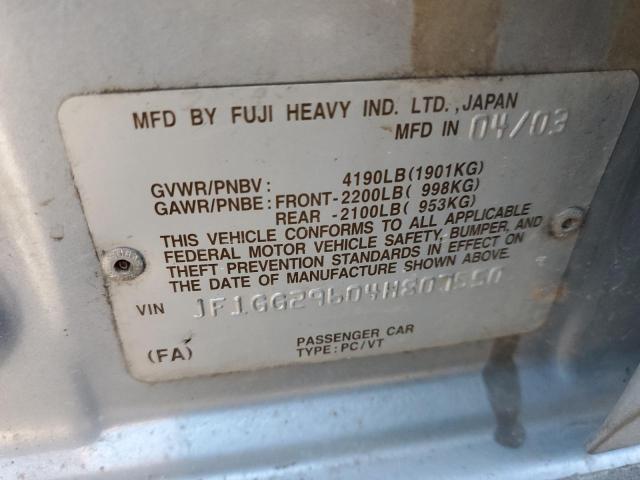 MFD BY FUJI HEAVY IND. LTD., JAPAN
MFD IN 04/03
GVWR/PNBV: 4190LB(1901KG)
GAWR/PNBE: FRONT-2200LB( 998KG)
REAR -2100LB( 953KG)
THIS VEHICLE CONFORMS TO ALL APPLICABLE
FEDERAL MOTOR VEHICLE SAFETY, BUMPER, AND
THEFT PREVENTION STANDARDS IN EFFECT ON
THE DATE OF MANUFACTURE SHOWN ABOVE.
VIN JF1GG29604H807550
(FA) PASSENGER CAR
TYPE: PC/VT